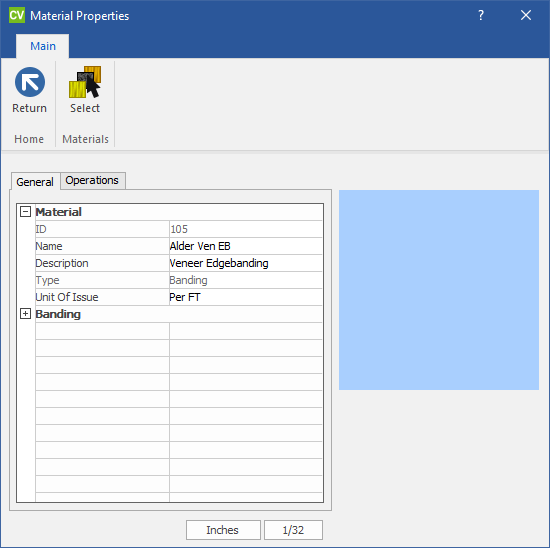 CV Material Properties ? ×
Main
Return Select
Home Materials
General Operations
Material
ID 105
Name Alder Ven EB
Description Veneer Edgebanding
Type Banding
Unit Of Issue Per FT
Banding
Inches 1/32